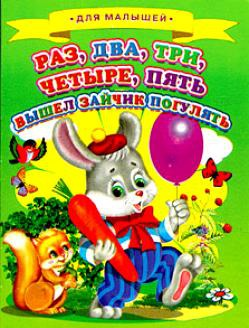 ДЛЯ МАЛЫШЕЙ
РАЗ, ДВА, ТРИ,
ЧЕТЫРЕ, ПЯТЬ
ВЫШЕЛ ЗАЙЧИК ПОГУЛЯТЬ